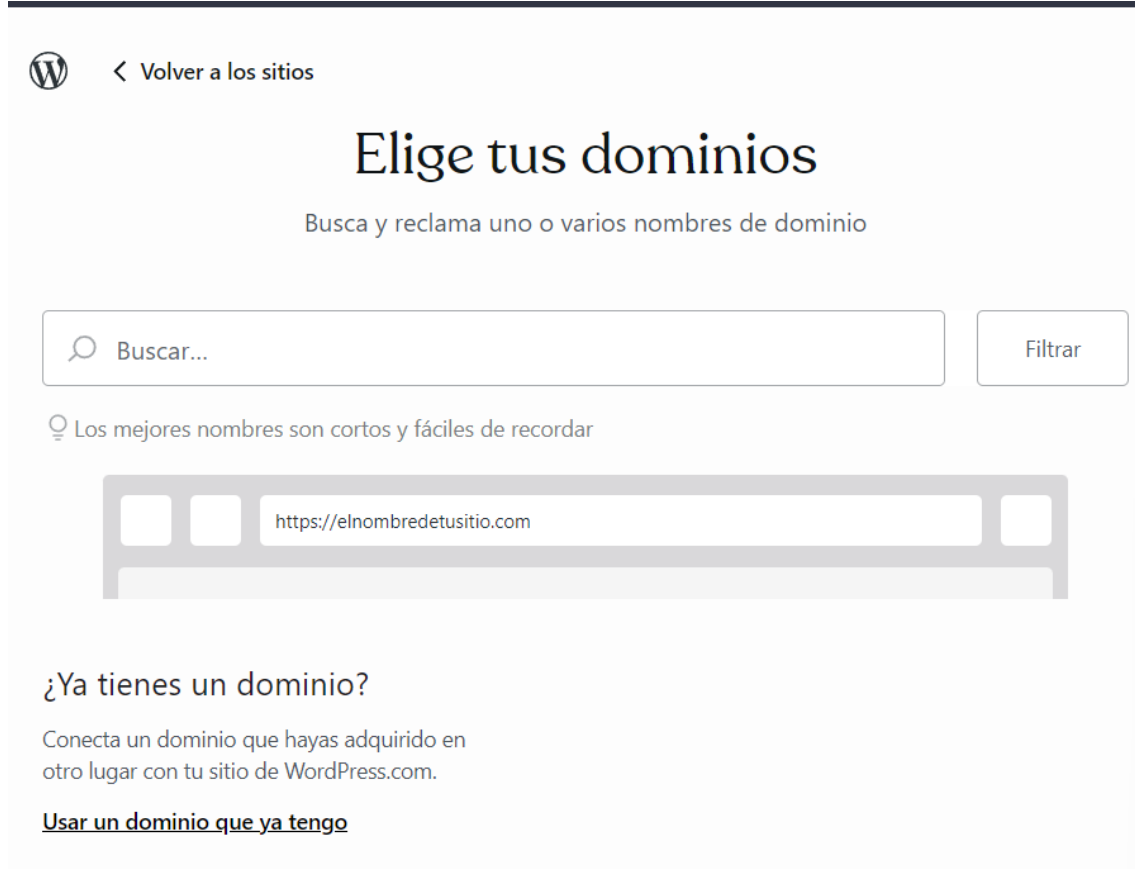 Volver a los sitios
Elige tus dominios
Busca y reclama uno o varios nombres de dominio
Buscar...
Filtrar
Los mejores nombres son cortos y fáciles de recordar
https://elnombredetusitio.com
¿Ya tienes un dominio?
Conecta un dominio que hayas adquirido en
otro lugar con tu sitio de WordPress.com.
Usar un dominio que ya tengo